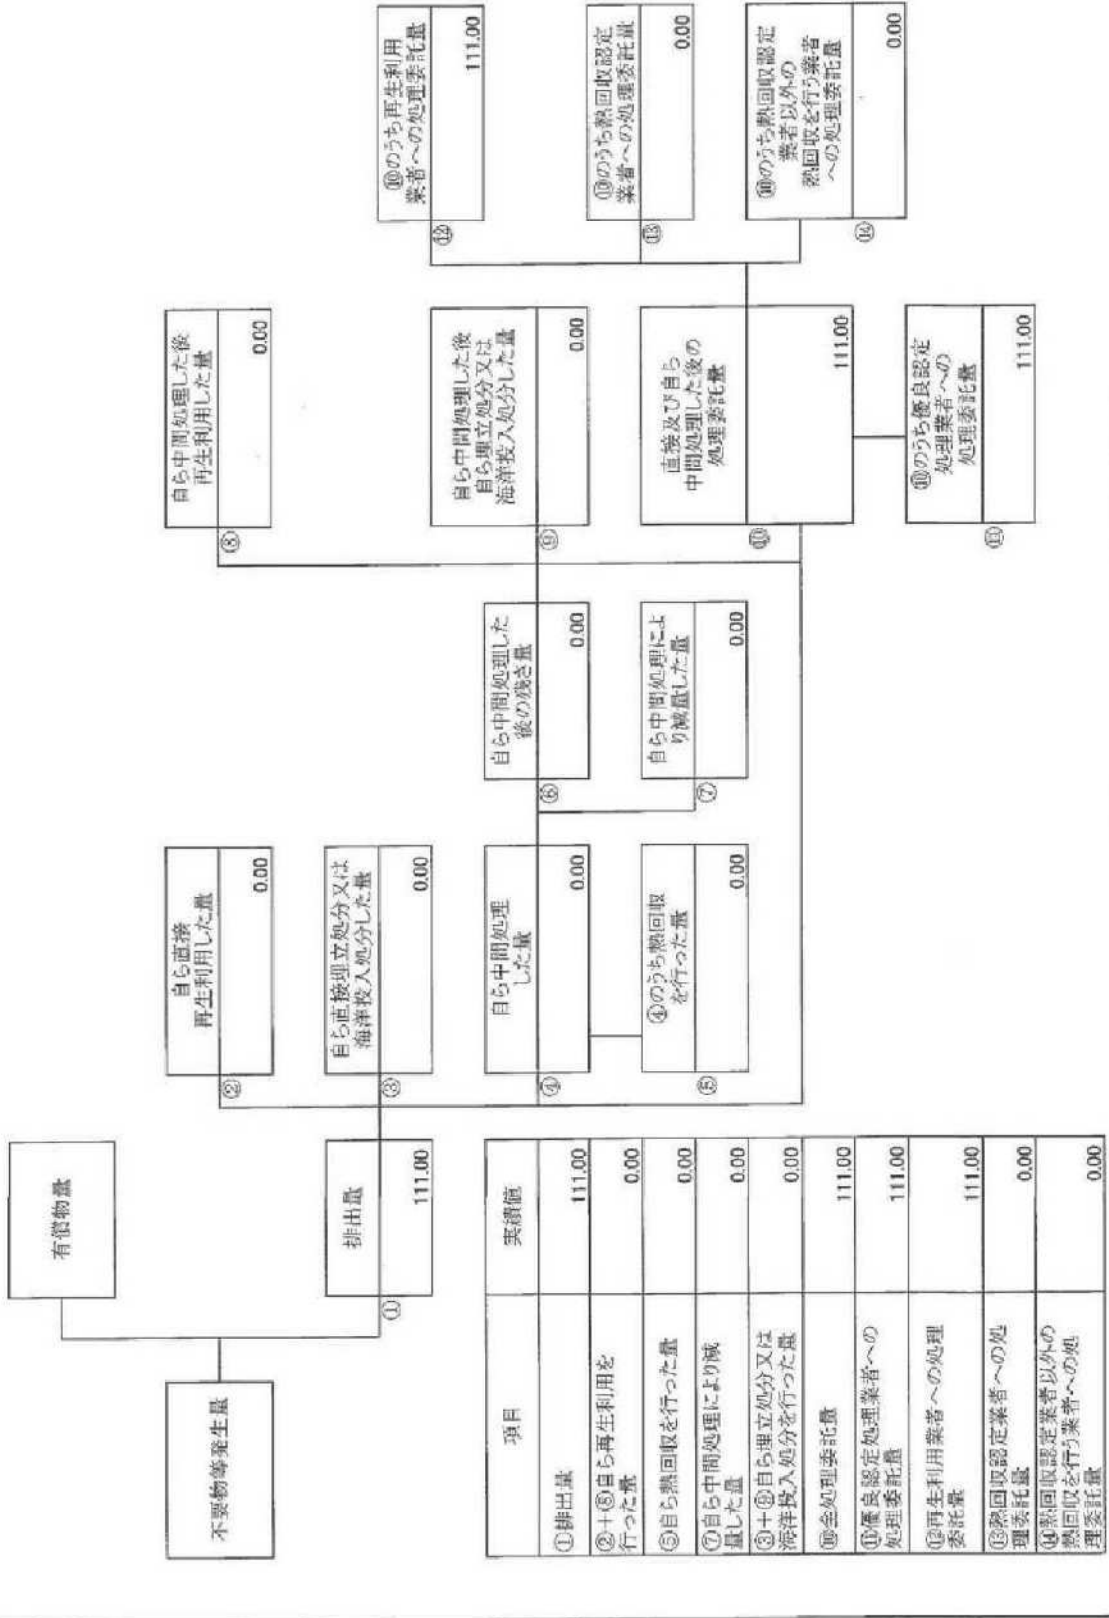 不要物等発生量
有償物量
①
排出量
111.00
②
自ら直接
再生利用した量
0.00
③
自ら直接埋立処分又は
海洋投入処分した量
0.00
④
自ら中間処理
した量
0.00
⑤
④のうち熱回収
を行った量
0.00
⑥
自ら中間処理した
後の残さ量
0.00
⑦
自ら中間処理によ
り減量した量
0.00
⑧
自ら中間処理した後
再生利用した量
0.00
⑨
自ら中間処理した後
自ら埋立処分又は
海洋投入処分した量
0.00
⑩
直接及び自ら
中間処理した後の
処理委託量
111.00
⑪
⑩のうち優良認定
処理業者への
処理委託量
111.00
⑫
⑩のうち再生利用
業者への処理委託量
111.00
⑬
⑩のうち熱回収認定
業者への処理委託量
0.00
⑭
⑩のうち熱回収認定
業者以外の
熱回収を行う業者
への処理委託量
0.00
項目
実績値
①排出量
111.00
②+⑧自ら再生利用を
行った量
0.00
⑤自ら熱回収を行った量
0.00
⑦自ら中間処理により減
量した量
0.00
③+⑨自ら埋立処分又は
海洋投入処分を行った量
0.00
⑩全処理委託量
111.00
⑪優良認定処理業者への
処理委託量
111.00
⑫再生利用業者への処理
委託量
111.00
⑬熱回収認定業者への処
理委託量
0.00
⑭熱回収認定業者以外の
熱回収を行う業者への処
理委託量
0.00